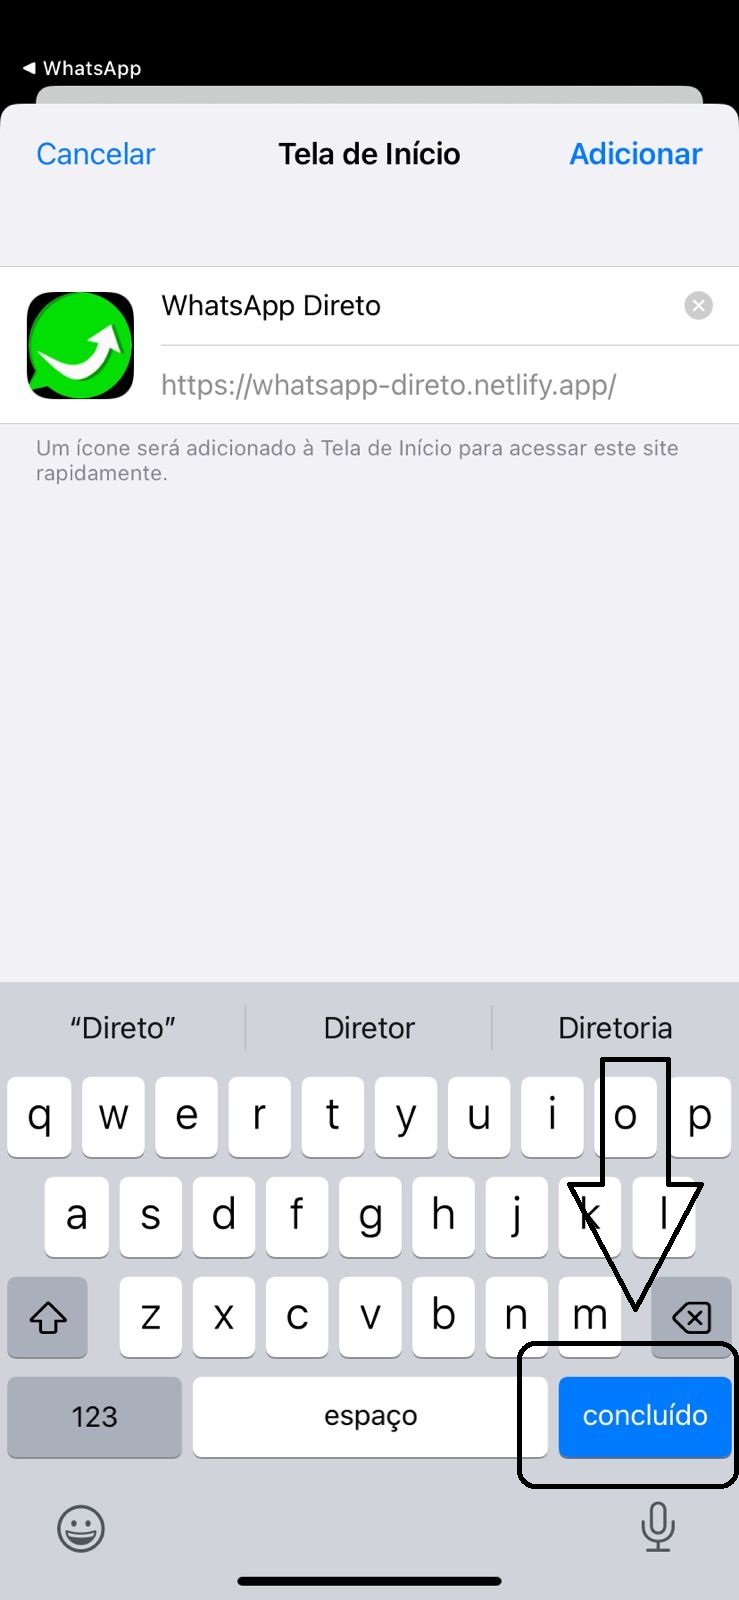 WhatsApp
Cancelar Tela de Início Adicionar
WhatsApp Direto
https://whatsapp-direto.netlify.app/
Um ícone será adicionado à Tela de Início para acessar este site
rapidamente.
“Direto” Diretor Diretoria
q w e r t y u i o p
a s d f g h j k l
z x c v b n m
123 espaço concluído